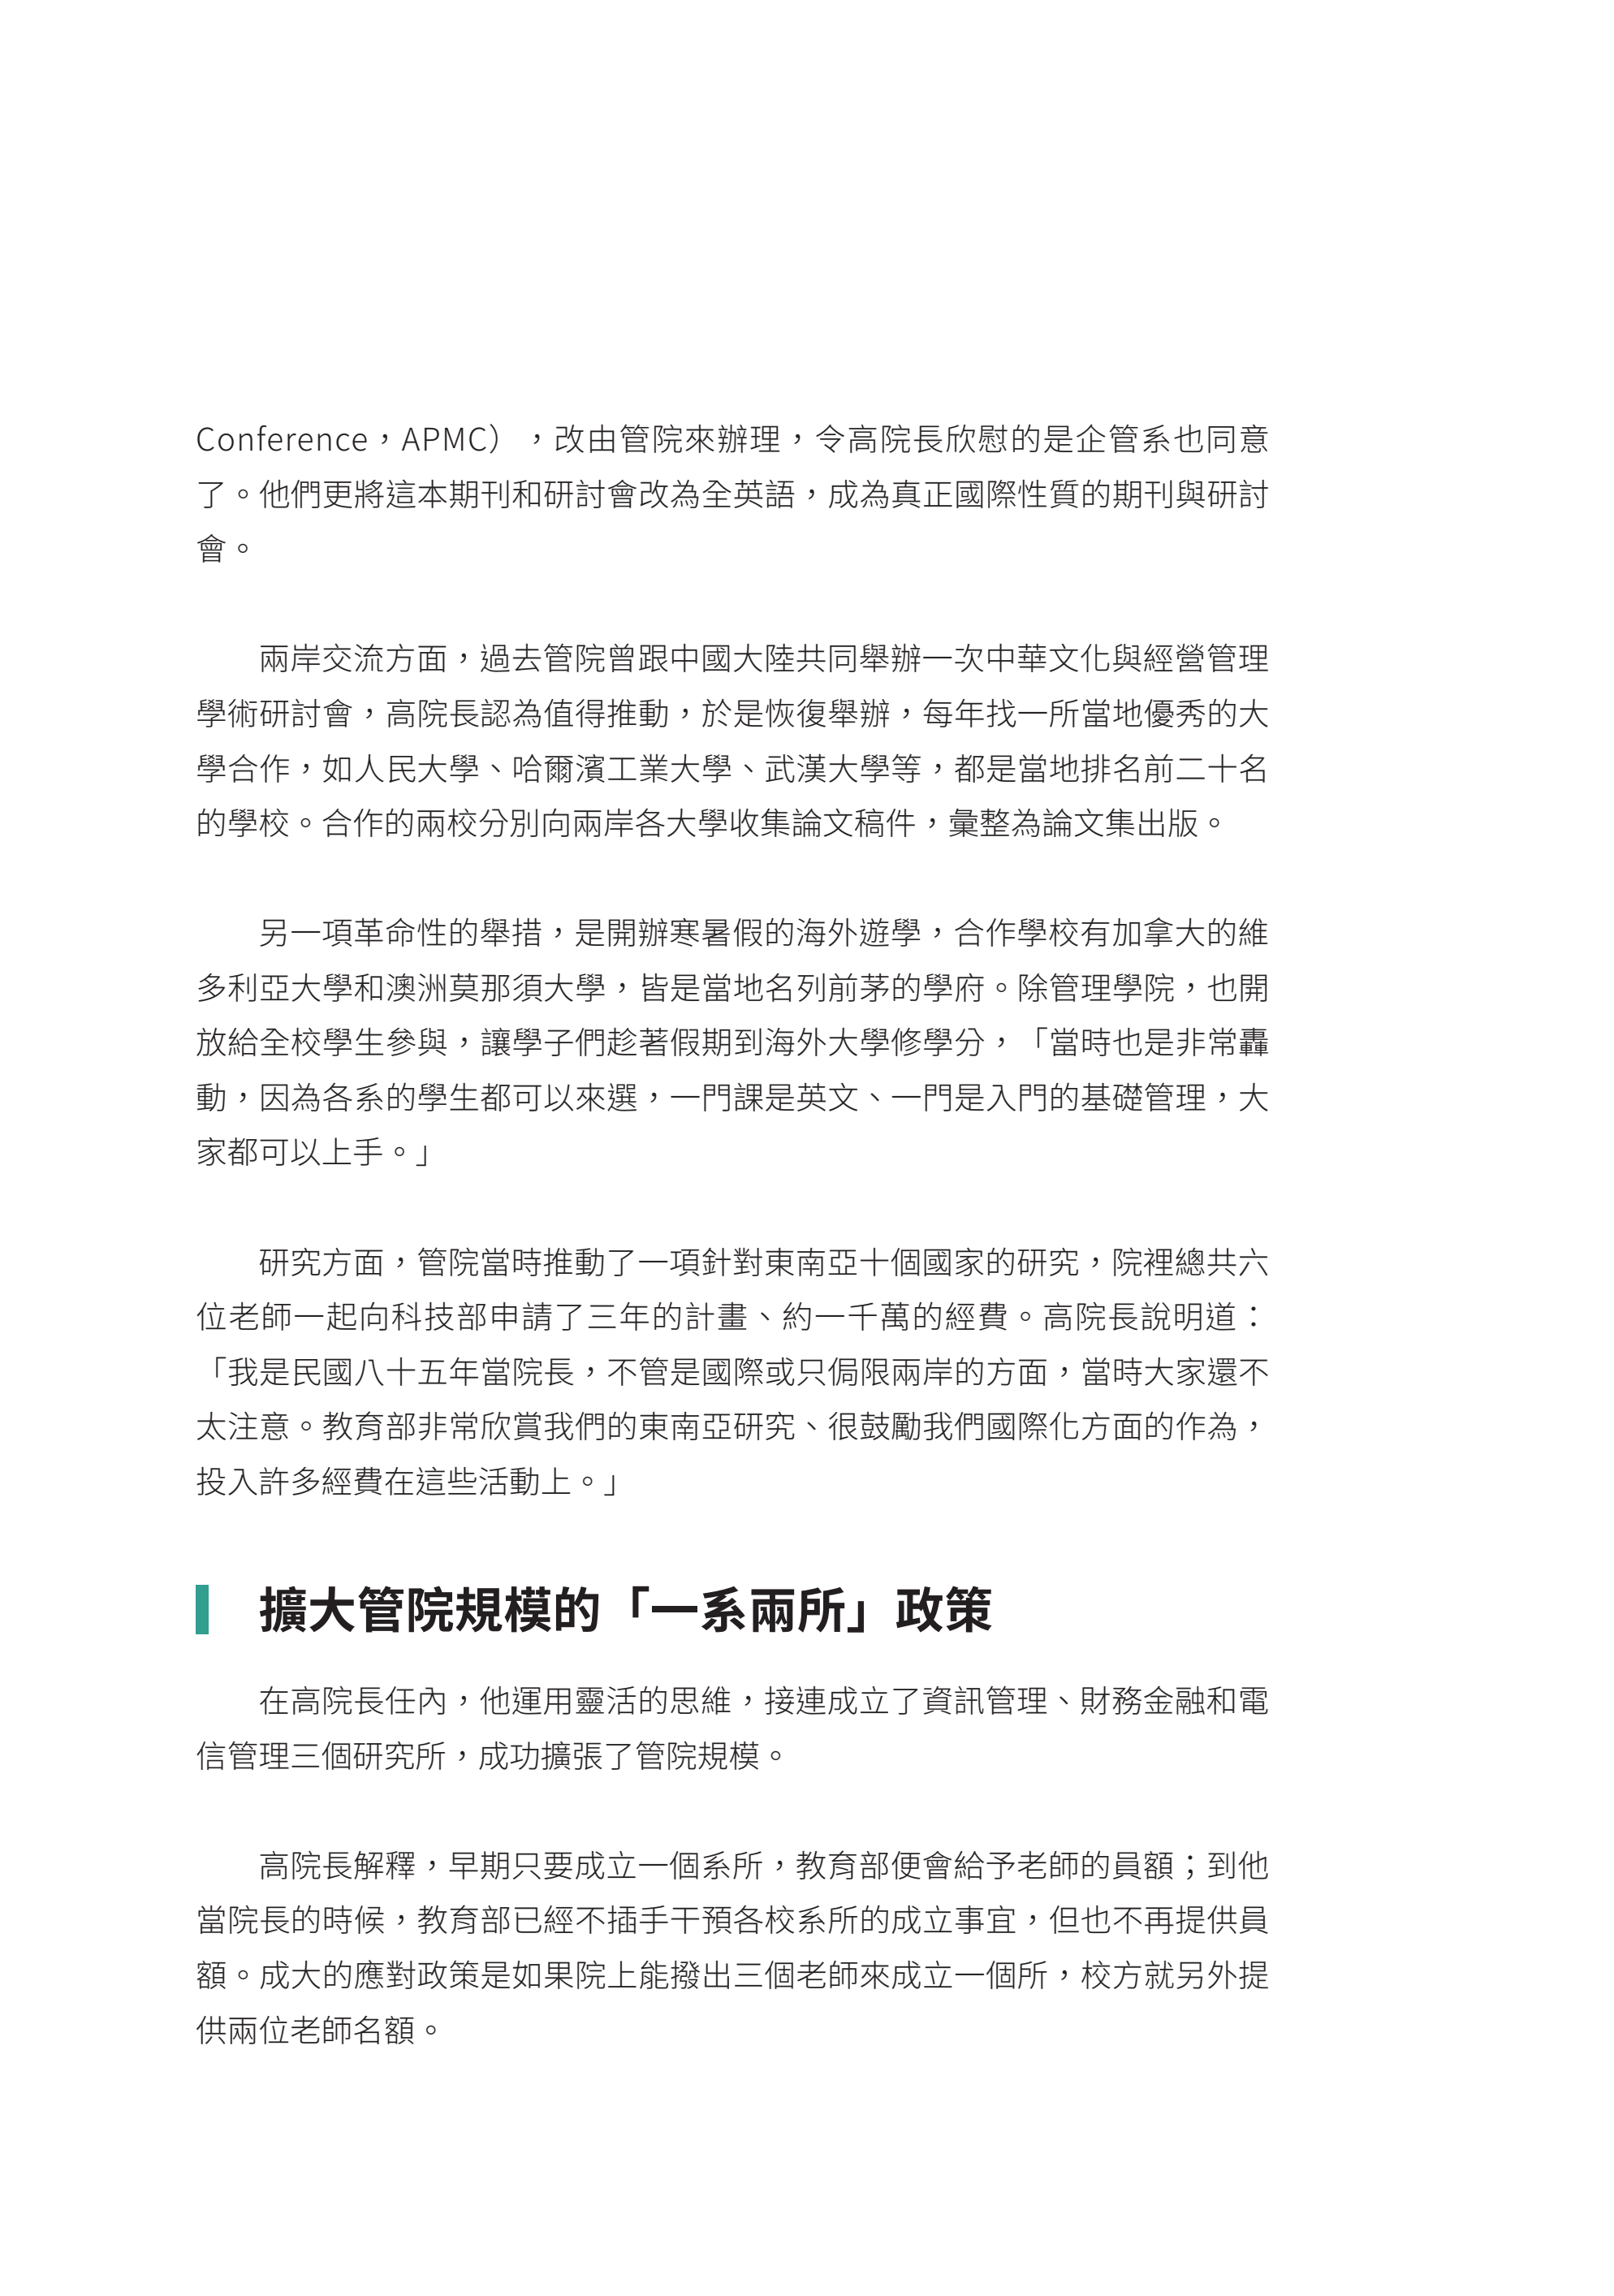 Conference，APMC），改由管院來辦理，令高院長欣慰的是企管系也同意
了。他們更將這本期刊和研討會改為全英語，成為真正國際性質的期刊與研討
會。
兩岸交流方面，過去管院曾跟中國大陸共同舉辦一次中華文化與經營管理
學術研討會，高院長認為值得推動，於是恢復舉辦，每年找一所當地優秀的大
學合作，如人民大學、哈爾濱工業大學、武漢大學等，都是當地排名前二十名
的學校。合作的兩校分別向兩岸各大學收集論文稿件，彙整為論文集出版。
另一項革命性的舉措，是開辦寒暑假的海外遊學，合作學校有加拿大的維
多利亞大學和澳洲莫那須大學，皆是當地名列前茅的學府。除管理學院，也開
放給全校學生參與，讓學子們趁著假期到海外大學修學分，「當時也是非常轟
動，因為各系的學生都可以來選，一門課是英文、一門是入門的基礎管理，大
家都可以上手。」
研究方面，管院當時推動了一項針對東南亞十個國家的研究，院裡總共六
位老師一起向科技部申請了三年的計畫、約一千萬的經費。高院長說明道：
「我是民國八十五年當院長，不管是國際或只侷限兩岸的方面，當時大家還不
太注意。教育部非常欣賞我們的東南亞研究、很鼓勵我們國際化方面的作為，
投入許多經費在這些活動上。」
擴大管院規模的「一系兩所」政策
在高院長任內，他運用靈活的思維，接連成立了資訊管理、財務金融和電
信管理三個研究所，成功擴張了管院規模。
高院長解釋，早期只要成立一個系所，教育部便會給予老師的員額；到他
當院長的時候，教育部已經不插手干預各校系所的成立事宜，但也不再提供員
額。成大的應對政策是如果院上能撥出三個老師來成立一個所，校方就另外提
供兩位老師名額。